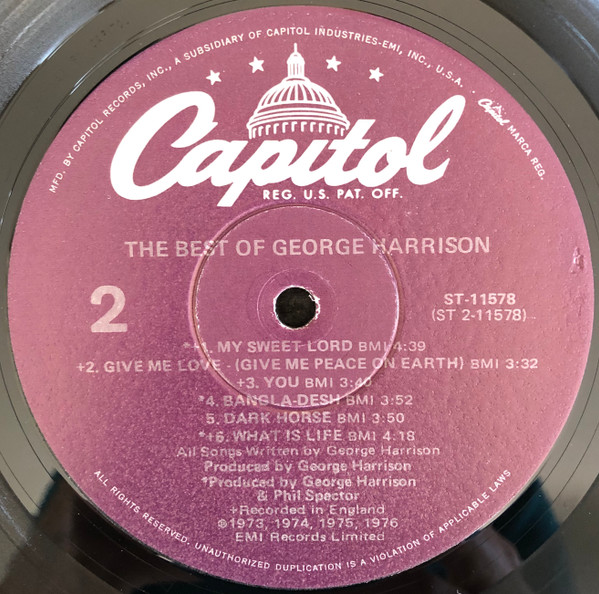 MFD. BY CAPITOL RECORDS, INC., A SUBSIDIARY OF CAPITOL INDUSTRIES-EMI, INC., U.S.A.
Capitol MARCA REG.
Capitol
REG. U.S. PAT. OFF.
THE BEST OF GEORGE HARRISON
2
ST-11578
(ST 2-11578)
*+1. MY SWEET LORD BMI 4:39
+2. GIVE ME LOVE - (GIVE ME PEACE ON EARTH) BMI 3:32
+3. YOU BMI 3:40
*4. BANGLA-DESH BMI 3:52
5. DARK HORSE BMI 3:50
*+6. WHAT IS LIFE BMI 4:18
All Songs Written by George Harrison
Produced by George Harrison
*Produced by George Harrison
& Phil Spector
+Recorded in England
℗1973, 1974, 1975, 1976
EMI Records Limited
ALL RIGHTS RESERVED. UNAUTHORIZED DUPLICATION IS A VIOLATION OF APPLICABLE LAWS